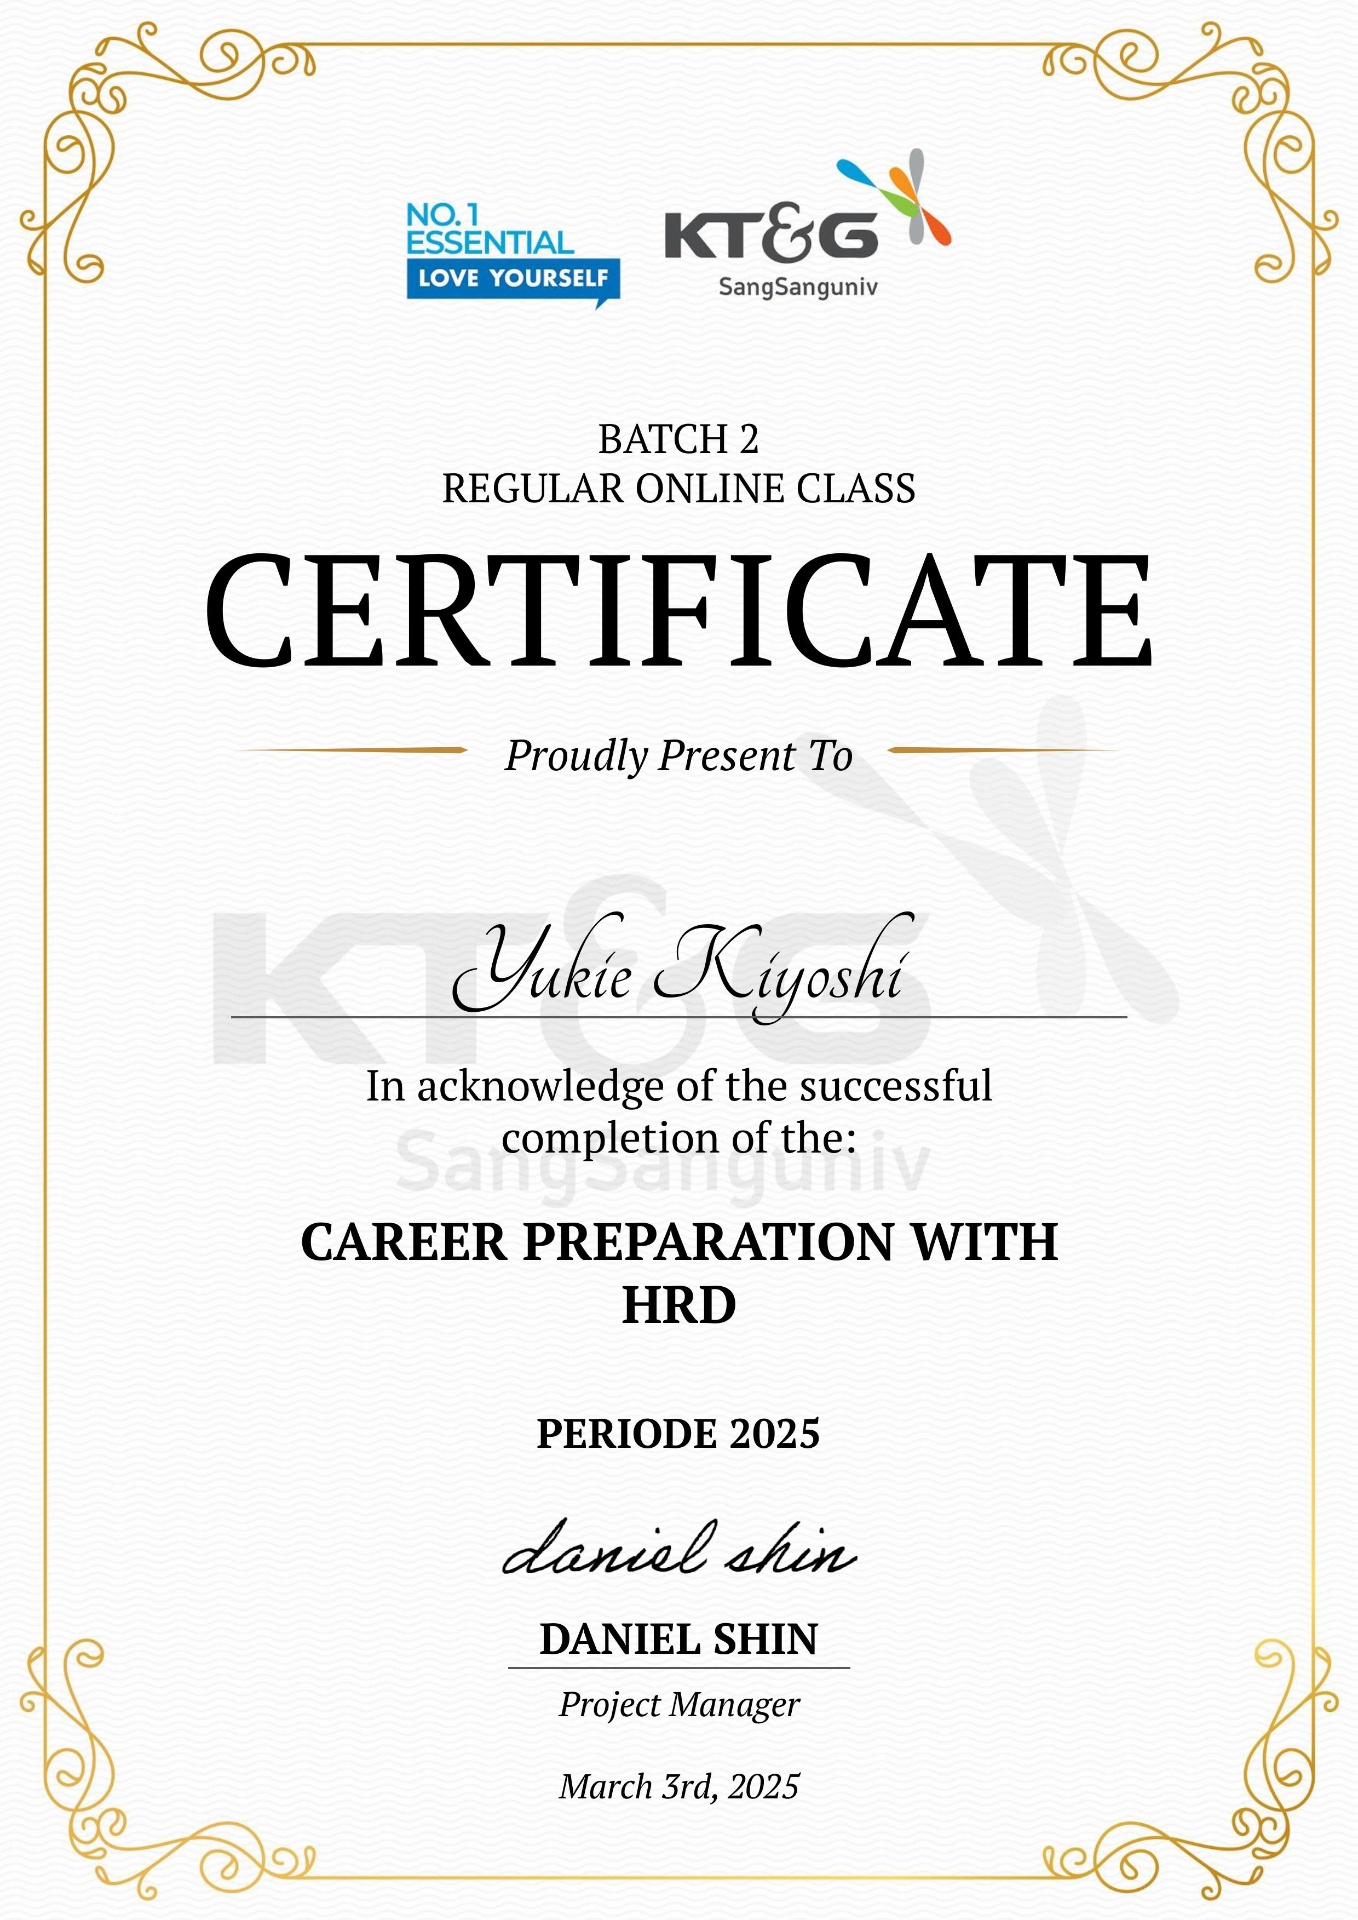 NO. 1
ESSENTIAL
LOVE YOURSELF
KT&G
SangSanguniv
BATCH 2
REGULAR ONLINE CLASS
CERTIFICATE
Proudly Present To
KT&G
Yukie Kiyoshi
In acknowledge of the successful
completion of the:
SangSanguniv
CAREER PREPARATION WITH
HRD
PERIODE 2025
daniel shin
DANIEL SHIN
Project Manager
March 3rd, 2025